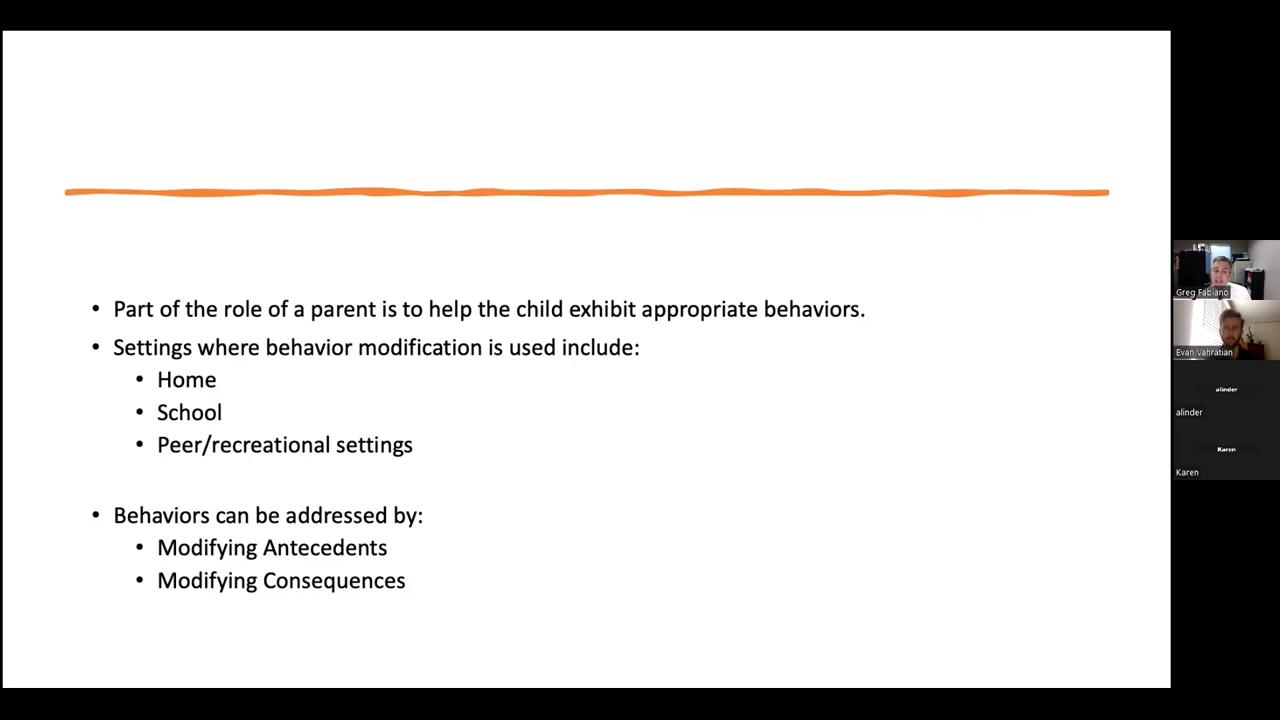 • Part of the role of a parent is to help the child exhibit appropriate behaviors.
• Settings where behavior modification is used include:
• Home
• School
• Peer/recreational settings
• Behaviors can be addressed by:
• Modifying Antecedents
• Modifying Consequences
Greg Fabiano
Evan Vahratian
alinder
alinder
Karen
Karen